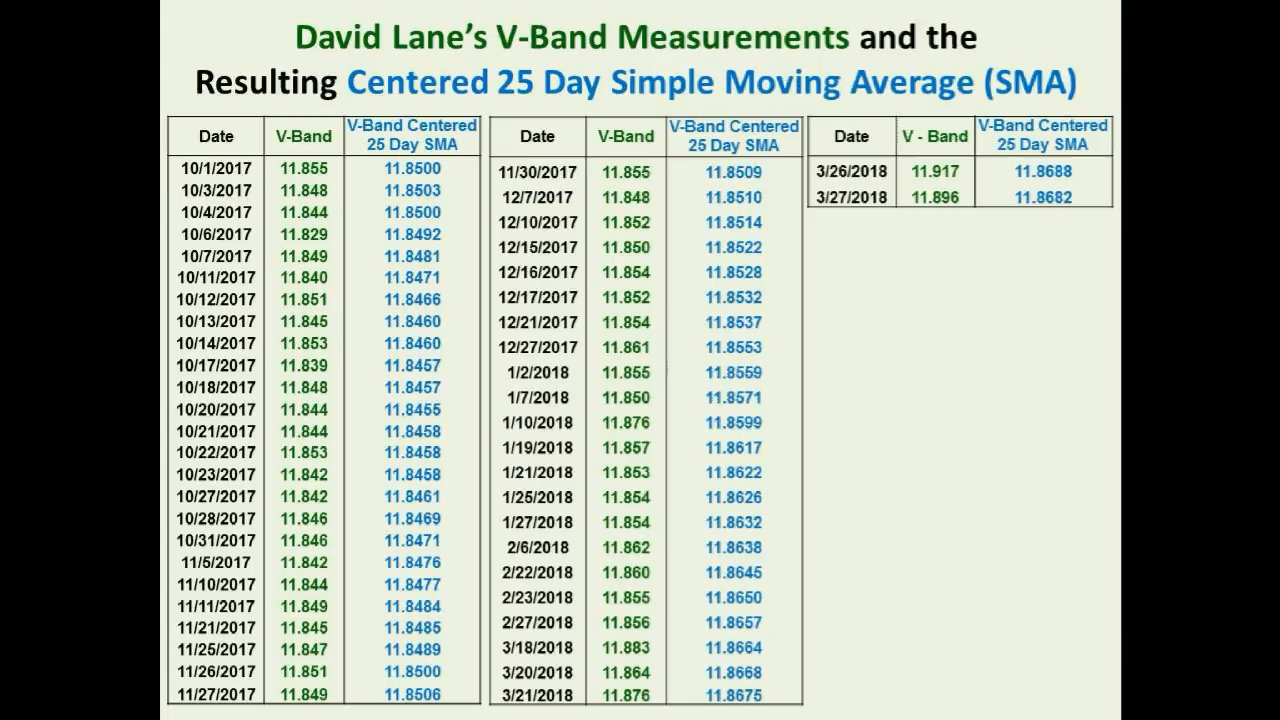 David Lane's V-Band Measurements and the
Resulting Centered 25 Day Simple Moving Average (SMA)
Date V-Band V-Band Centered 25 Day SMA
10/1/2017 11.855 11.8500
10/3/2017 11.848 11.8503
10/4/2017 11.844 11.8500
10/6/2017 11.829 11.8492
10/7/2017 11.849 11.8481
10/11/2017 11.840 11.8471
10/12/2017 11.851 11.8466
10/13/2017 11.845 11.8460
10/14/2017 11.853 11.8460
10/17/2017 11.839 11.8457
10/18/2017 11.848 11.8457
10/20/2017 11.844 11.8455
10/21/2017 11.844 11.8458
10/22/2017 11.853 11.8458
10/23/2017 11.842 11.8458
10/27/2017 11.842 11.8461
10/28/2017 11.846 11.8469
10/31/2017 11.846 11.8471
11/5/2017 11.842 11.8476
11/10/2017 11.844 11.8477
11/11/2017 11.849 11.8484
11/21/2017 11.845 11.8485
11/25/2017 11.847 11.8489
11/26/2017 11.851 11.8500
11/27/2017 11.849 11.8506
Date V-Band V-Band Centered 25 Day SMA
11/30/2017 11.855 11.8509
12/7/2017 11.848 11.8510
12/10/2017 11.852 11.8514
12/15/2017 11.850 11.8522
12/16/2017 11.854 11.8528
12/17/2017 11.852 11.8532
12/21/2017 11.854 11.8537
12/27/2017 11.861 11.8553
1/2/2018 11.855 11.8559
1/7/2018 11.850 11.8571
1/10/2018 11.876 11.8599
1/19/2018 11.857 11.8617
1/21/2018 11.853 11.8622
1/25/2018 11.854 11.8626
1/27/2018 11.854 11.8632
2/6/2018 11.862 11.8638
2/22/2018 11.860 11.8645
2/23/2018 11.855 11.8650
2/27/2018 11.856 11.8657
3/18/2018 11.883 11.8664
3/20/2018 11.864 11.8668
3/21/2018 11.876 11.8675
Date V - Band V-Band Centered 25 Day SMA
3/26/2018 11.917 11.8688
3/27/2018 11.896 11.8682